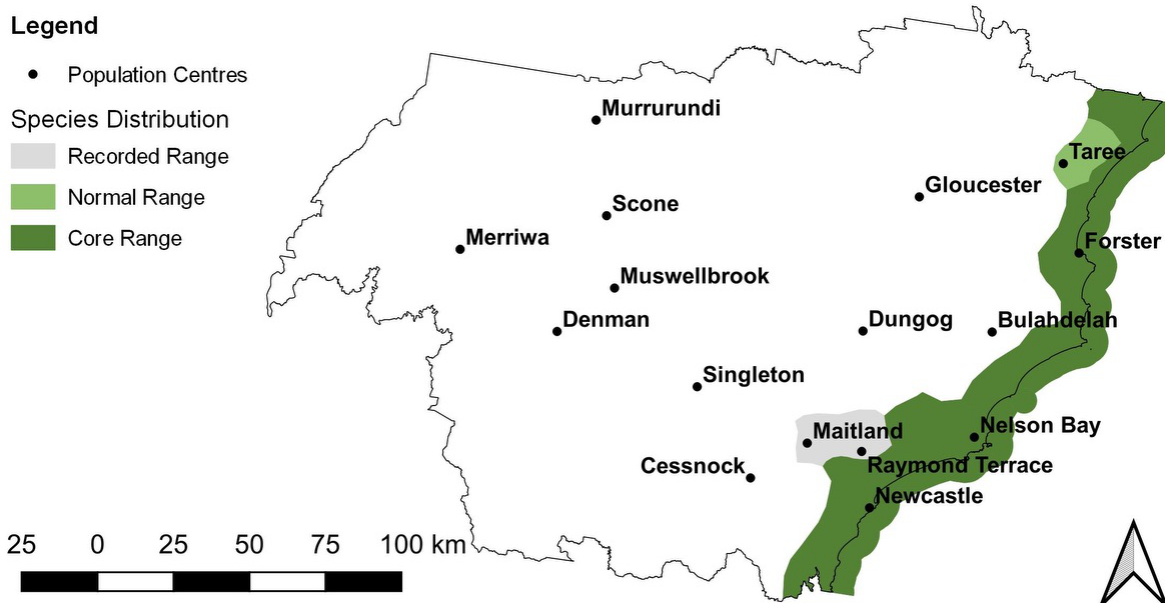 Legend
Population Centres
Species Distribution
Recorded Range
Normal Range
Core Range
Murrurundi
Taree
Gloucester
Scone
Merriwa
Forster
Muswellbrook
Denman
Dungog
Bulahdelah
Singleton
Maitland
Nelson Bay
Cessnock
Raymond Terrace
Newcastle
25 0 25 50 75 100 km